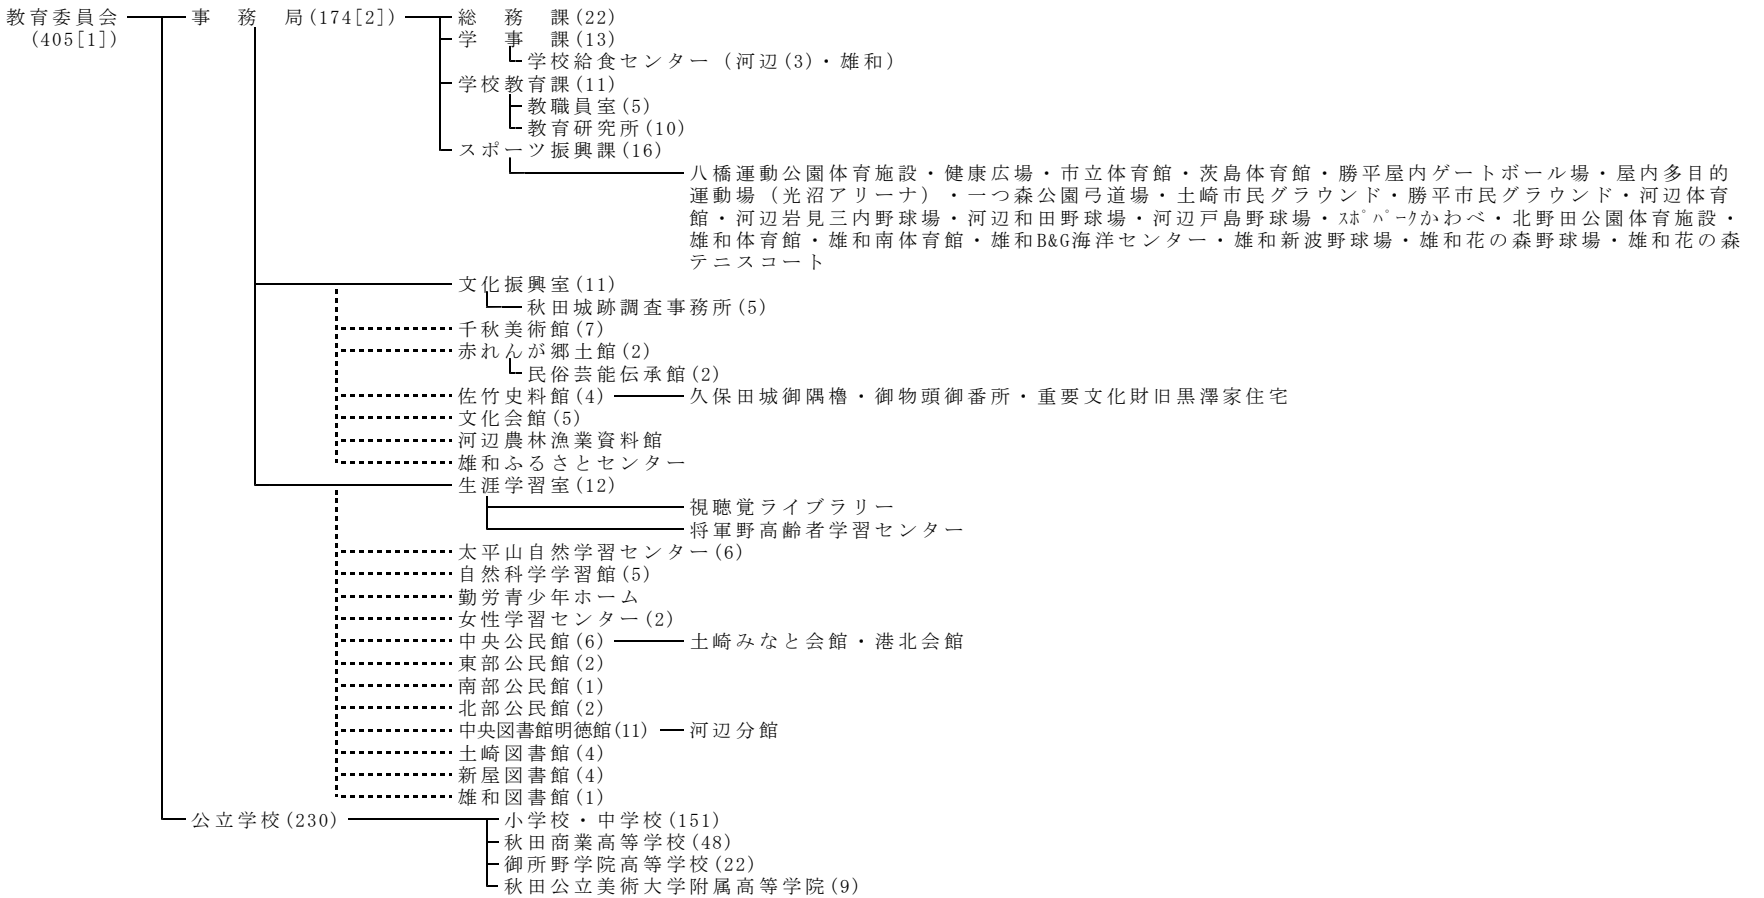 教育委員会 事務局(174[2]) 総務課(22)
(405[1]) 学事課(13)
学校給食センター（河辺(3)・雄和）
学校教育課(11)
教職員室(5)
教育研究所(10)
スポーツ振興課(16)
八橋運動公園体育施設・健康広場・市立体育館・茨島体育館・勝平屋内ゲートボール場・屋内多目的
運動場（光沼アリーナ）・一つ森公園弓道場・土崎市民グラウンド・勝平市民グラウンド・河辺体育
館・河辺岩見三内野球場・河辺和田野球場・河辺戸島野球場・ｽﾎﾟﾊﾟｰｸかわべ・北野田公園体育施設・
雄和体育館・雄和南体育館・雄和B&G海洋センター・雄和新波野球場・雄和花の森野球場・雄和花の森
テニスコート
文化振興室(11)
秋田城跡調査事務所(5)
千秋美術館(7)
赤れんが郷土館(2)
民俗芸能伝承館(2)
佐竹史料館(4) 久保田城御隅櫓・御物頭御番所・重要文化財旧黒澤家住宅
文化会館(5)
河辺農林漁業資料館
雄和ふるさとセンター
生涯学習室(12)
視聴覚ライブラリー
将軍野高齢者学習センター
太平山自然学習センター(6)
自然科学学習館(5)
勤労青少年ホーム
女性学習センター(2)
中央公民館(6) 土崎みなと会館・港北会館
東部公民館(2)
南部公民館(1)
北部公民館(2)
中央図書館明徳館(11) 河辺分館
土崎図書館(4)
新屋図書館(4)
雄和図書館(1)
公立学校(230) 小学校・中学校(151)
秋田商業高等学校(48)
御所野学院高等学校(22)
秋田公立美術大学附属高等学院(9)